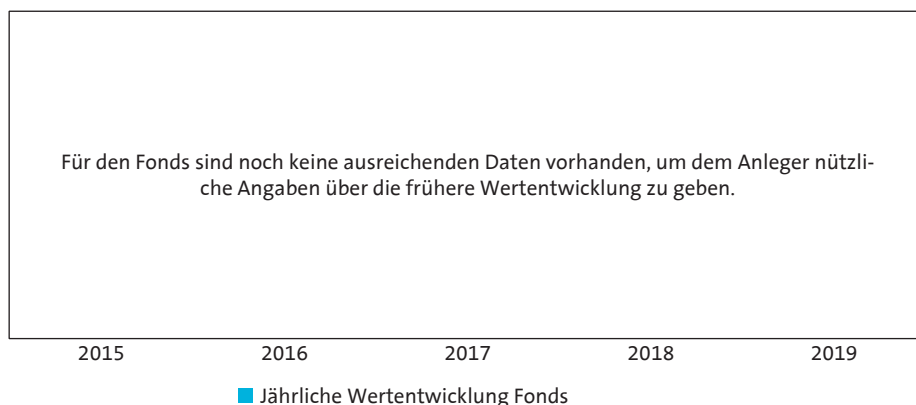 Für den Fonds sind noch keine ausreichenden Daten vorhanden, um dem Anleger nützli-
che Angaben über die frühere Wertentwicklung zu geben.
2015 2016 2017 2018 2019
Jährliche Wertentwicklung Fonds